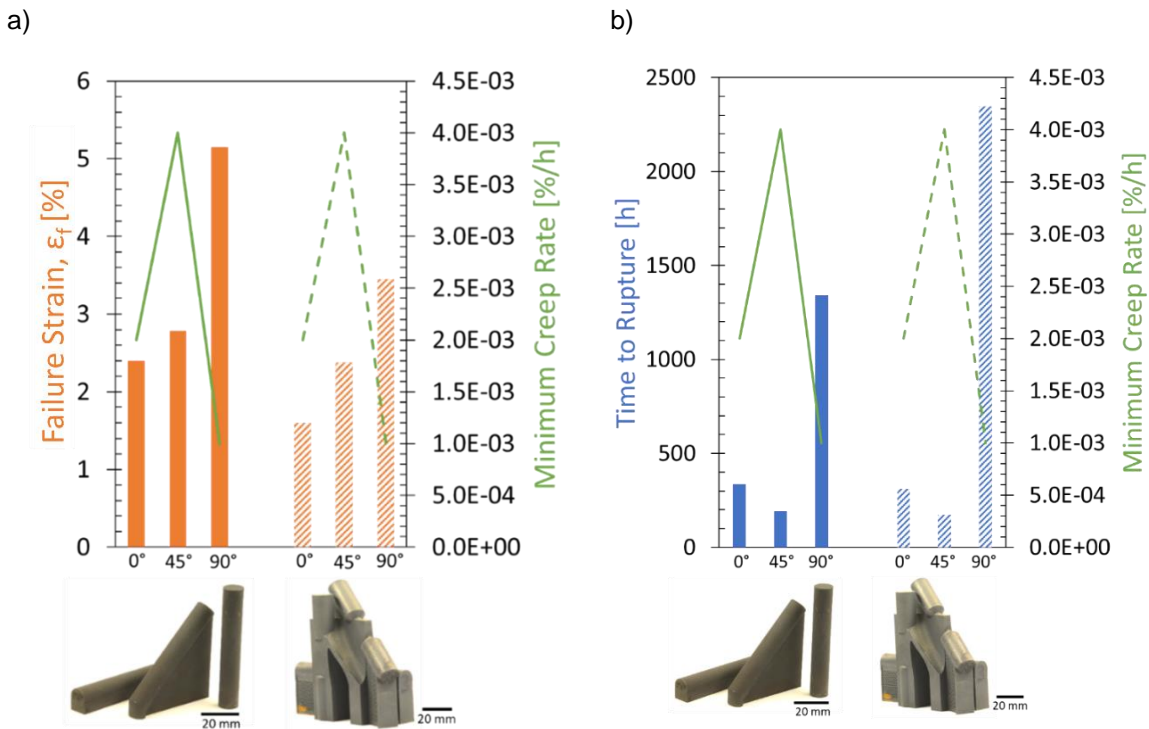 a)
6
5
4
3
2
1
0
Failure Strain, εf [%]
4.5E-03
4.0E-03
3.5E-03
3.0E-03
2.5E-03
2.0E-03
1.5E-03
1.0E-03
5.0E-04
0.0E+00
Minimum Creep Rate [%/h]
0° 45° 90° 0° 45° 90°
20 mm
20 mm
b)
2500
2000
1500
1000
500
0
Time to Rupture [h]
4.5E-03
4.0E-03
3.5E-03
3.0E-03
2.5E-03
2.0E-03
1.5E-03
1.0E-03
5.0E-04
0.0E+00
Minimum Creep Rate [%/h]
0° 45° 90° 0° 45° 90°
20 mm
20 mm